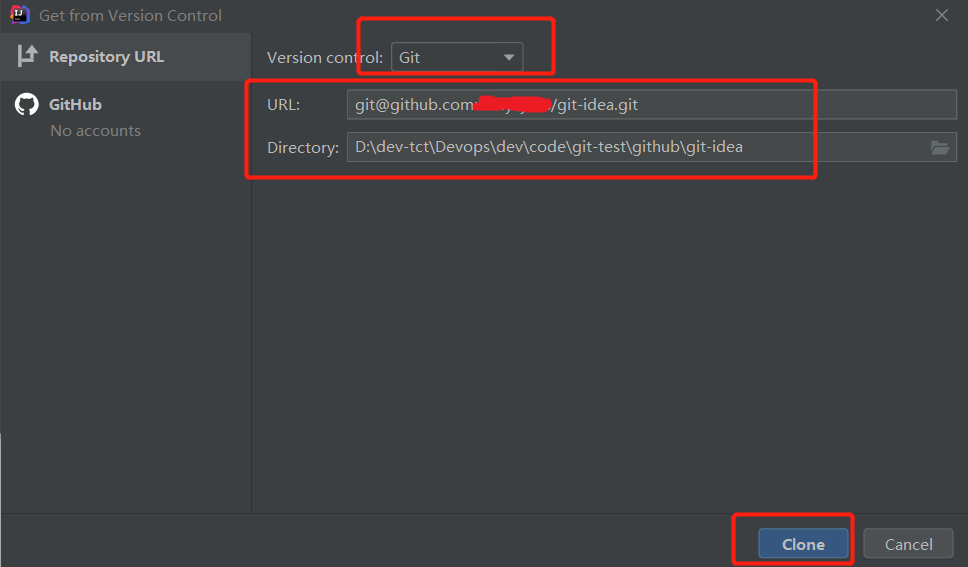 Get from Version Control
Repository URL
GitHub
No accounts
Version control: Git
URL: git@github.com /git-idea.git
Directory: D:\dev-tct\Devops\dev\code\git-test\github\git-idea
Clone
Cancel